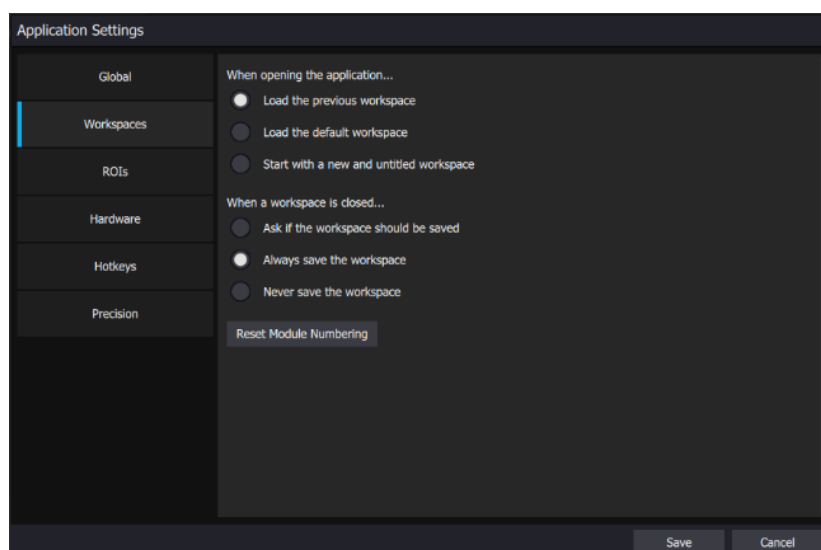 Application Settings
Global
Workspaces
ROIs
Hardware
Hotkeys
Precision
When opening the application...
Load the previous workspace
Load the default workspace
Start with a new and untitled workspace
When a workspace is closed...
Ask if the workspace should be saved
Always save the workspace
Never save the workspace
Reset Module Numbering
Save
Cancel